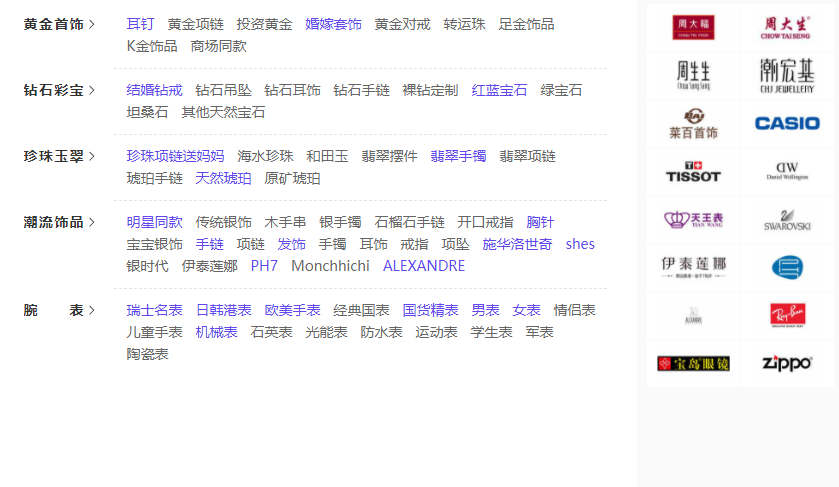 黄金首饰 > 耳钉 黄金项链 投资黄金 婚嫁套饰 黄金对戒 转运珠 足金饰品
K金饰品 商场同款
钻石彩宝 > 结婚钻戒 钻石吊坠 钻石耳饰 钻石手链 裸钻定制 红蓝宝石 绿宝石
坦桑石 其他天然宝石
珍珠玉翠 > 珍珠项链送妈妈 海水珍珠 和田玉 翡翠摆件 翡翠手镯 翡翠项链
琥珀手链 天然琥珀 原矿琥珀
潮流饰品 > 明星同款 传统银饰 木手串 银手镯 石榴石手链 开口戒指 胸针
宝宝银饰 手链 项链 发饰 手镯 耳饰 戒指 项坠 施华洛世奇 shes
银时代 伊泰莲娜 PH7 Monchhichi ALEXANDRE
腕 表 > 瑞士名表 日韩港表 欧美手表 经典国表 国货精表 男表 女表 情侣表
儿童手表 机械表 石英表 光能表 防水表 运动表 学生表 军表
陶瓷表
周大福
周大生
CHOW TAI SENG
周生生
Chow Sang Sang
潮宏基
CHJ JEWELLERY
菜百首饰
CASIO
TISSOT
DW
Daniel Wellington
天王表
TIAN WANG
SWAROVSKI
伊泰莲娜
Ray-Ban
宝岛眼镜
zippo